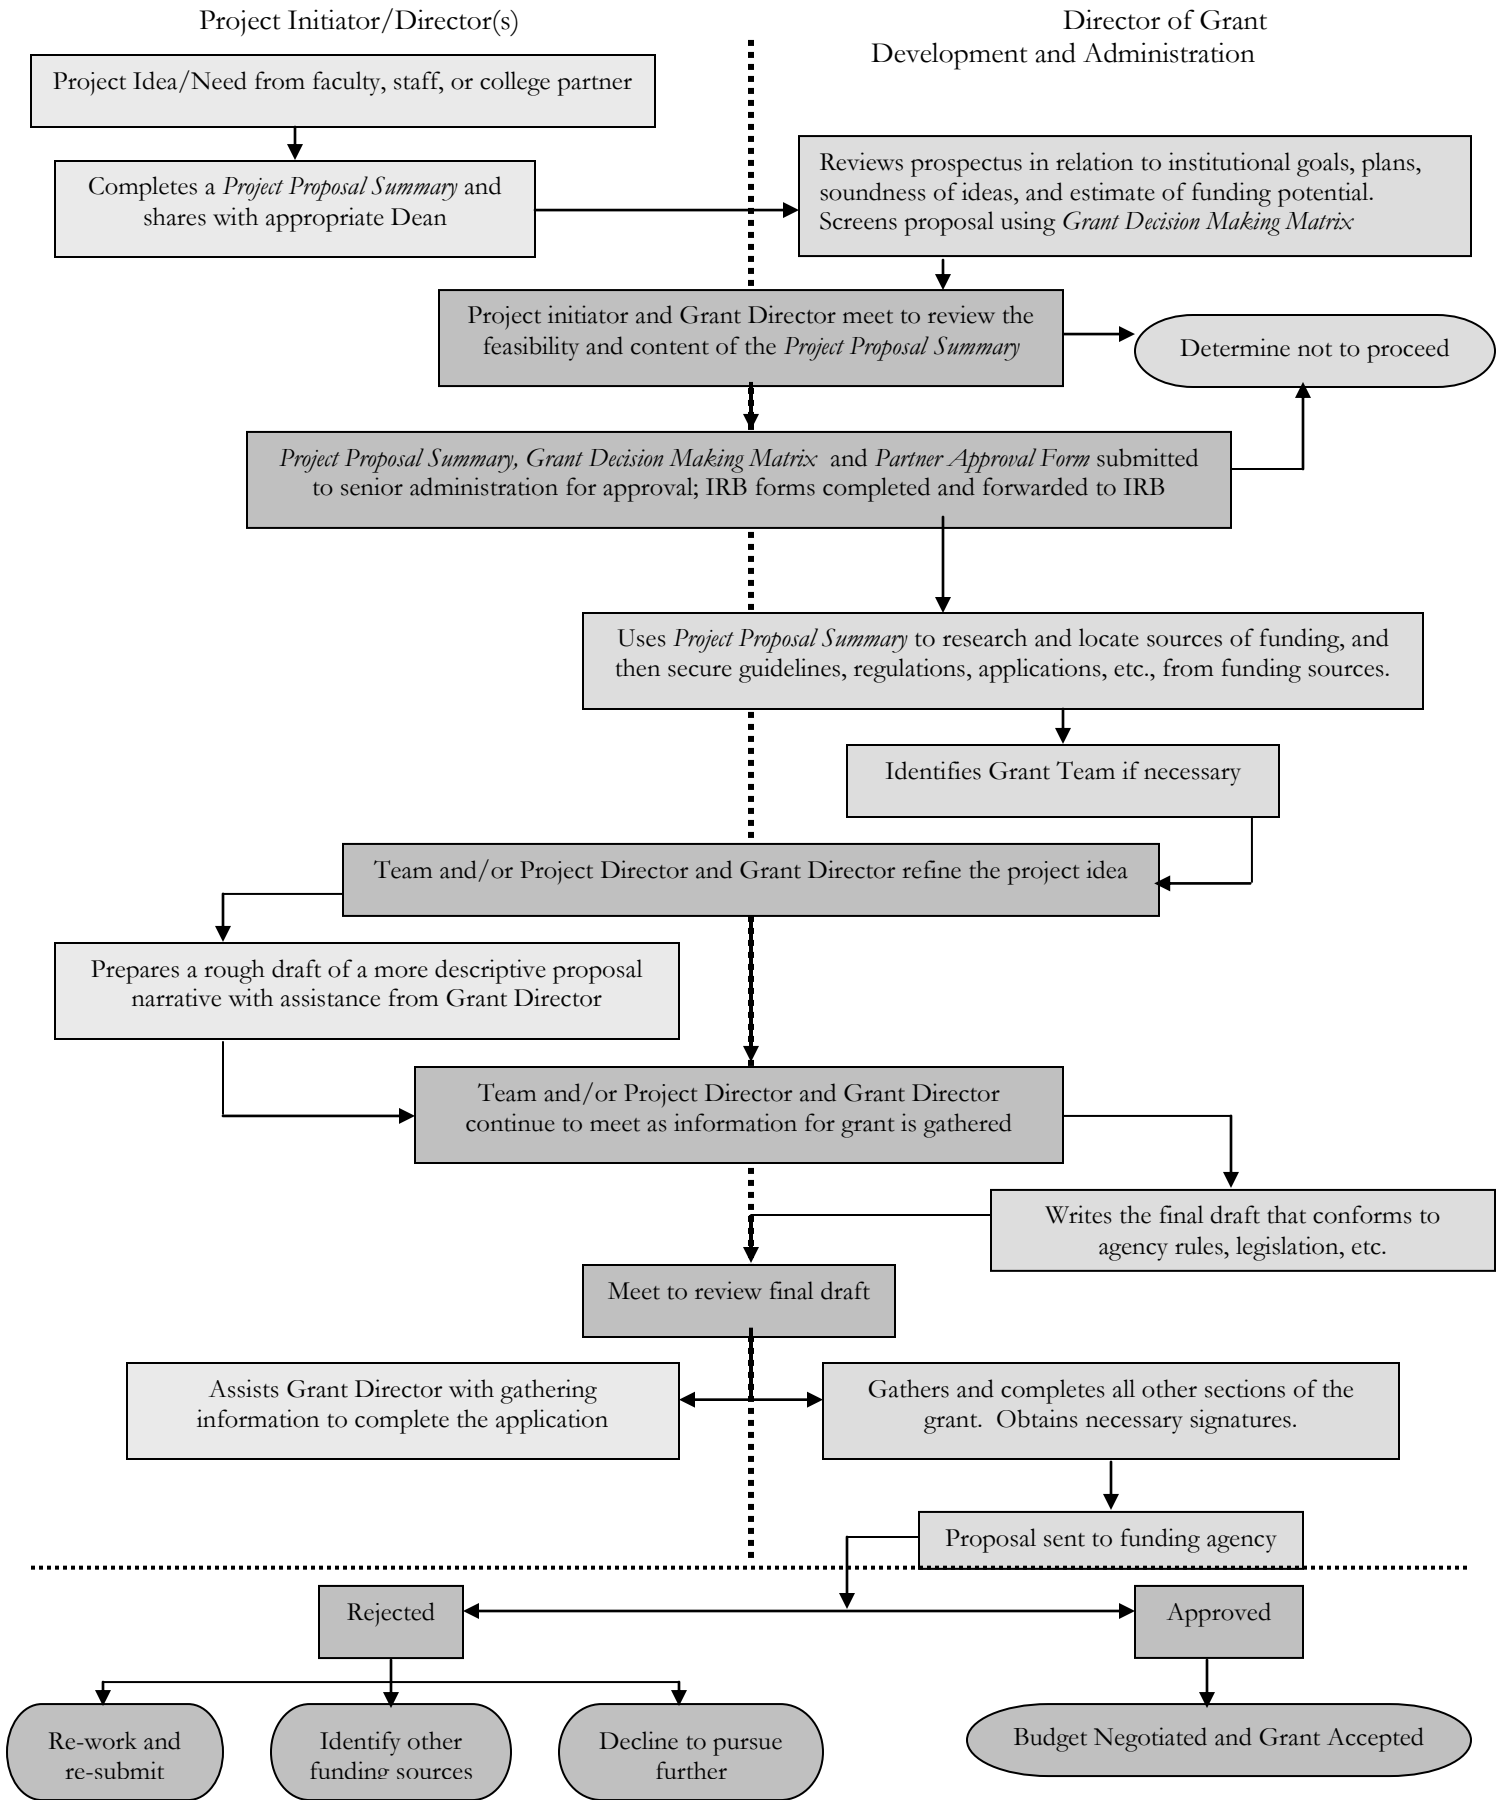 Project Initiator/Director(s)
Director of Grant
Development and Administration
Project Idea/Need from faculty, staff, or college partner
Completes a Project Proposal Summary and
shares with appropriate Dean
Reviews prospectus in relation to institutional goals, plans,
soundness of ideas, and estimate of funding potential.
Screens proposal using Grant Decision Making Matrix
Project initiator and Grant Director meet to review the
feasibility and content of the Project Proposal Summary
Determine not to proceed
Project Proposal Summary, Grant Decision Making Matrix and Partner Approval Form submitted
to senior administration for approval; IRB forms completed and forwarded to IRB
Uses Project Proposal Summary to research and locate sources of funding, and
then secure guidelines, regulations, applications, etc., from funding sources.
Identifies Grant Team if necessary
Team and/or Project Director and Grant Director refine the project idea
Prepares a rough draft of a more descriptive proposal
narrative with assistance from Grant Director
Team and/or Project Director and Grant Director
continue to meet as information for grant is gathered
Writes the final draft that conforms to
agency rules, legislation, etc.
Meet to review final draft
Assists Grant Director with gathering
information to complete the application
Gathers and completes all other sections of the
grant. Obtains necessary signatures.
Proposal sent to funding agency
Rejected
Approved
Re-work and
re-submit
Identify other
funding sources
Decline to pursue
further
Budget Negotiated and Grant Accepted